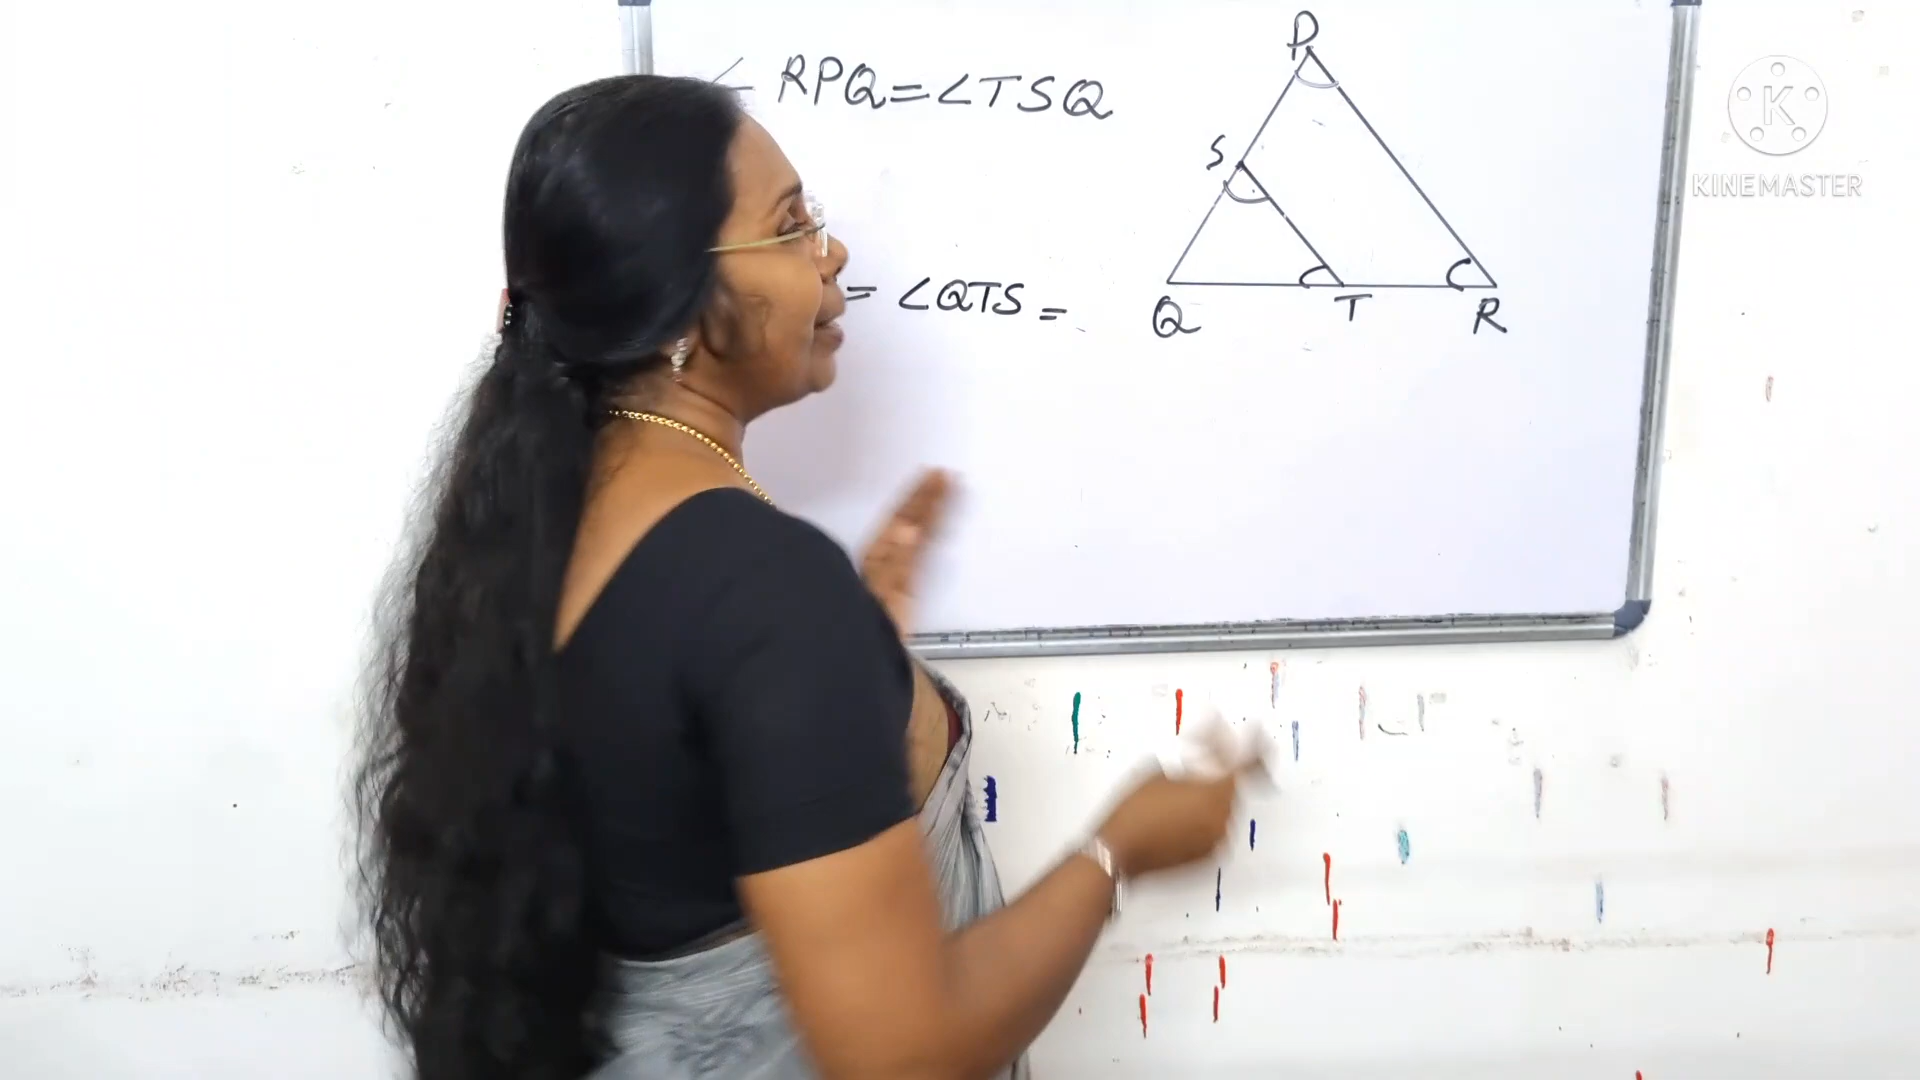 ∠ RPQ = ∠TSQ
= ∠QTS =
P
S
Q T R
K
KINEMASTER